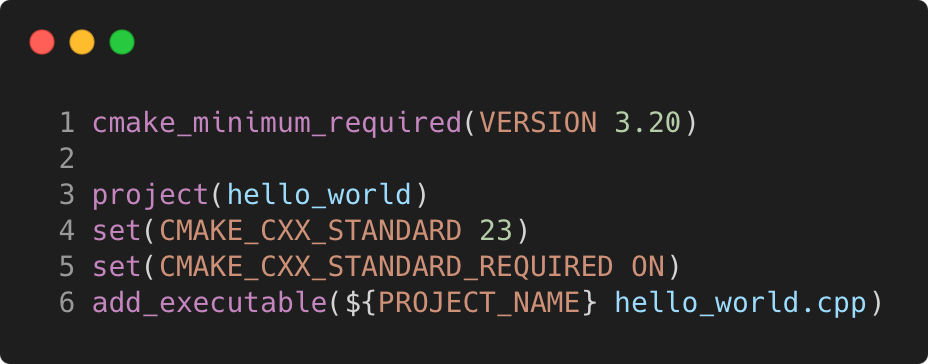 1 cmake_minimum_required(VERSION 3.20)
2
3 project(hello_world)
4 set(CMAKE_CXX_STANDARD 23)
5 set(CMAKE_CXX_STANDARD_REQUIRED ON)
6 add_executable(${PROJECT_NAME} hello_world.cpp)